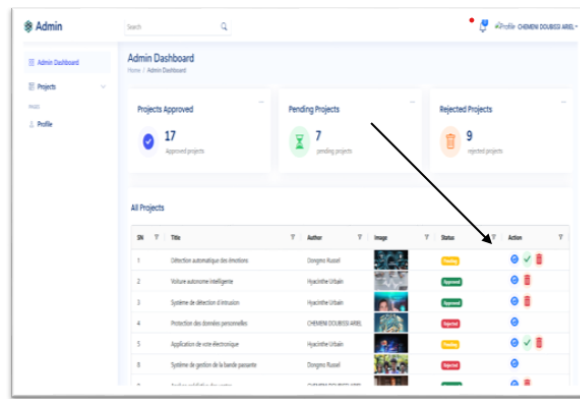 Admin
Search
Profile CHEMENI DOUBISSI ARIEL
Admin Dashboard
Projects
PAGES
Profile
Admin Dashboard
Home / Admin Dashboard
Projects Approved
17
Approved projects
Pending Projects
7
pending projects
Rejected Projects
9
rejected projects
All Projects
SN Title Author Image Status Action
1 Détection automatique des émotions Dongmo Russel Pending
2 Voiture autonome intelligente Hyacinthe Urbain Approved
3 Système de détection d'intrusion Hyacinthe Urbain Approved
4 Protection des données personnelles CHEMENI DOUBISSI ARIEL Rejected
5 Application de vote électronique Hyacinthe Urbain Pending
6 Système de gestion de la bande passante Dongmo Russel Rejected